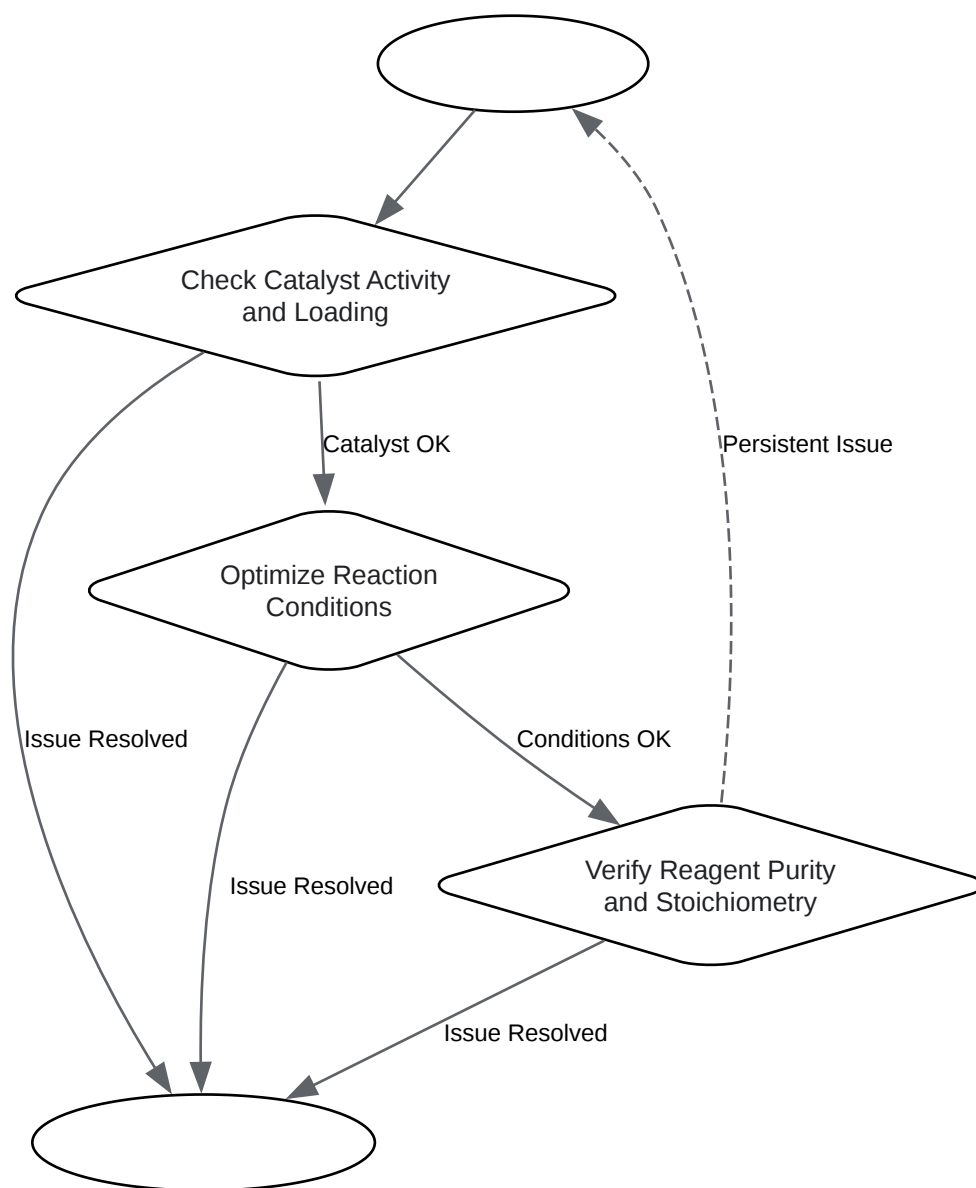 Check Catalyst Activity
and Loading
Catalyst OK
Persistent Issue
Optimize Reaction
Conditions
Issue Resolved
Conditions OK
Issue Resolved
Verify Reagent Purity
and Stoichiometry
Issue Resolved